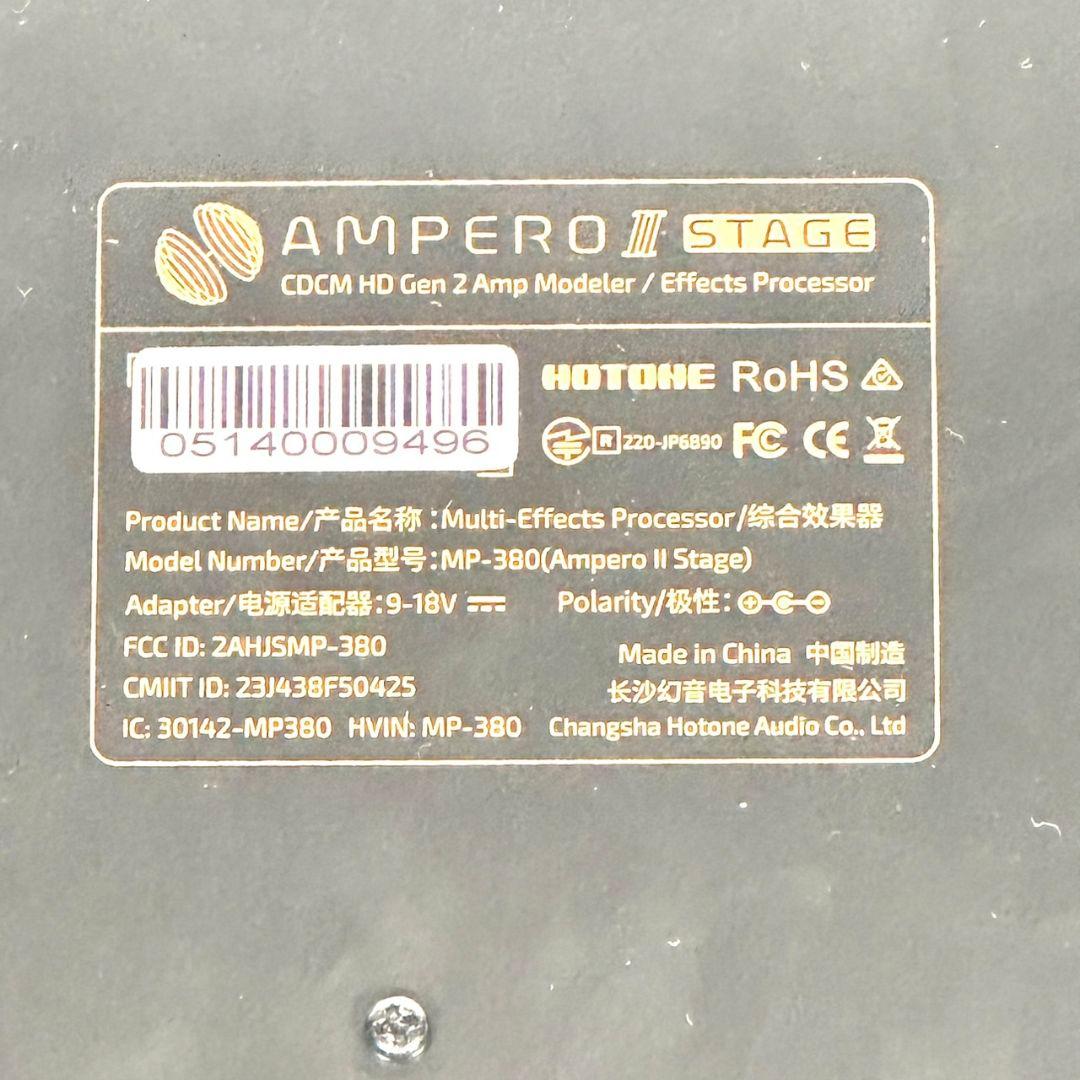 AMPERO II STAGE
CDCM HD Gen 2 Amp Modeler / Effects Processor
05140009496
HOTONE RoHS
R 220-JP6890 FC CE
Product Name/产品名称:Multi-Effects Processor/综合效果器
Model Number/产品型号:MP-380(Ampero II Stage)
Adapter/电源适配器:9-18V Polarity/极性:
FCC ID: 2AHJSMP-380
Made in China 中国制造
CMIIT ID: 23J438F50425
长沙幻音电子科技有限公司
IC: 30142-MP380 HVIN: MP-380
Changsha Hotone Audio Co., Ltd